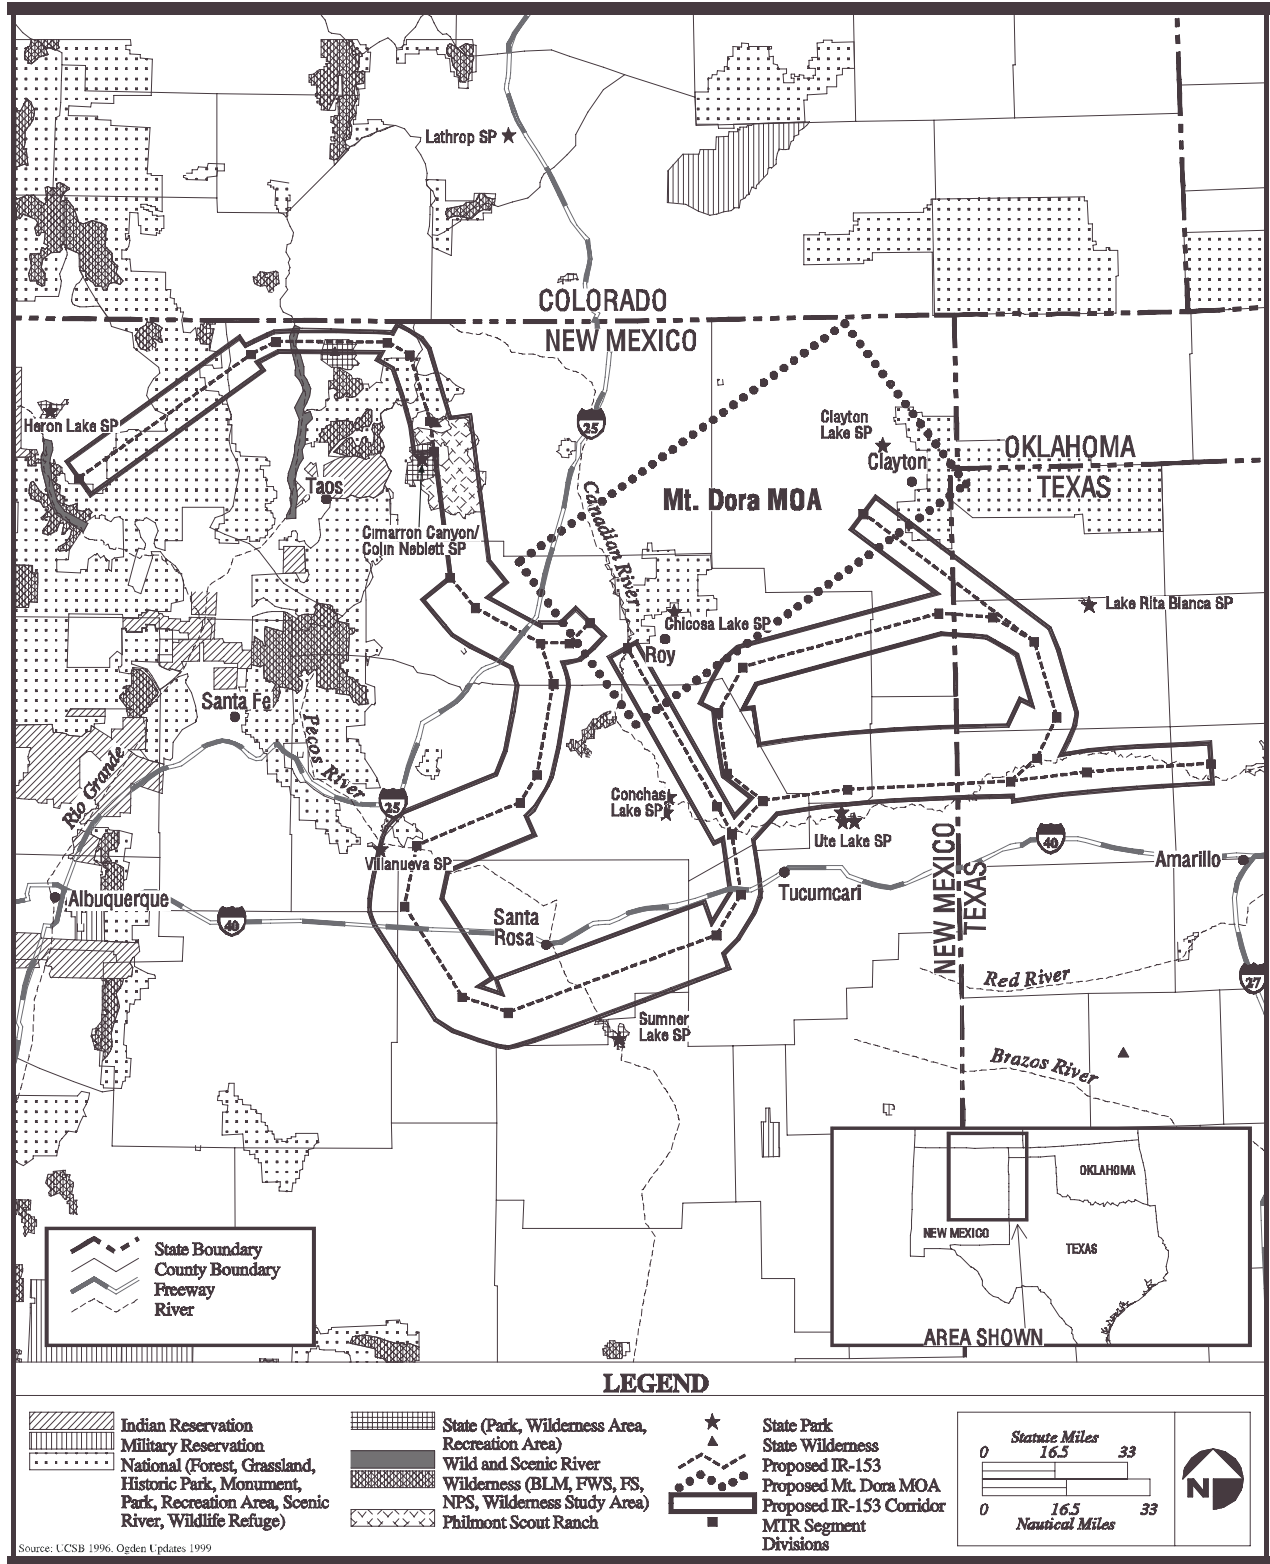 Lathrop SP
COLORADO
NEW MEXICO
Heron Lake SP
25
Clayton
Lake SP
Clayton
OKLAHOMA
TEXAS
Taos
Mt. Dora MOA
Canadian River
Cimarron Canyon/
Colin Neblett SP
Lake Rita Blanca SP
Chicosa Lake SP
Roy
Santa Fe
Pecos River
Rio Grande
25
Conchas
Lake SP
Ute Lake SP
40
Villanueva SP
Amarillo
Albuquerque
Tucumcari
NEW MEXICO
TEXAS
40
Santa
Rosa
Red River
27
Sumner
Lake SP
Brazos River
OKLAHOMA
NEW MEXICO
TEXAS
AREA SHOWN
State Boundary
County Boundary
Freeway
River
LEGEND
Indian Reservation
Military Reservation
National (Forest, Grassland,
Historic Park, Monument,
Park, Recreation Area, Scenic
River, Wildlife Refuge)
State (Park, Wilderness Area,
Recreation Area)
Wild and Scenic River
Wilderness (BLM, FWS, FS,
NPS, Wilderness Study Area)
Philmont Scout Ranch
State Park
State Wilderness
Proposed IR-153
Proposed Mt. Dora MOA
Proposed IR-153 Corridor
MTR Segment
Divisions
Statute Miles
0 16.5 33
0 16.5 33
Nautical Miles
N
Source: UCSB 1996. Ogden Updates 1999